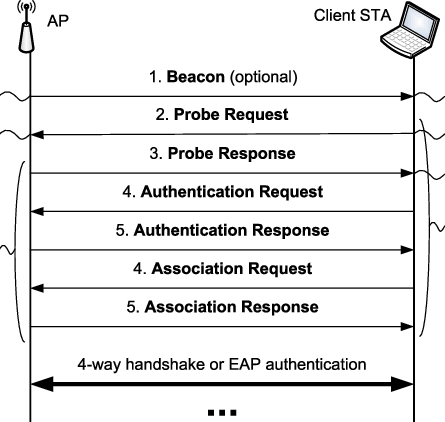 AP
Client STA
1. Beacon (optional)
2. Probe Request
3. Probe Response
4. Authentication Request
5. Authentication Response
4. Association Request
5. Association Response
4-way handshake or EAP authentication
...